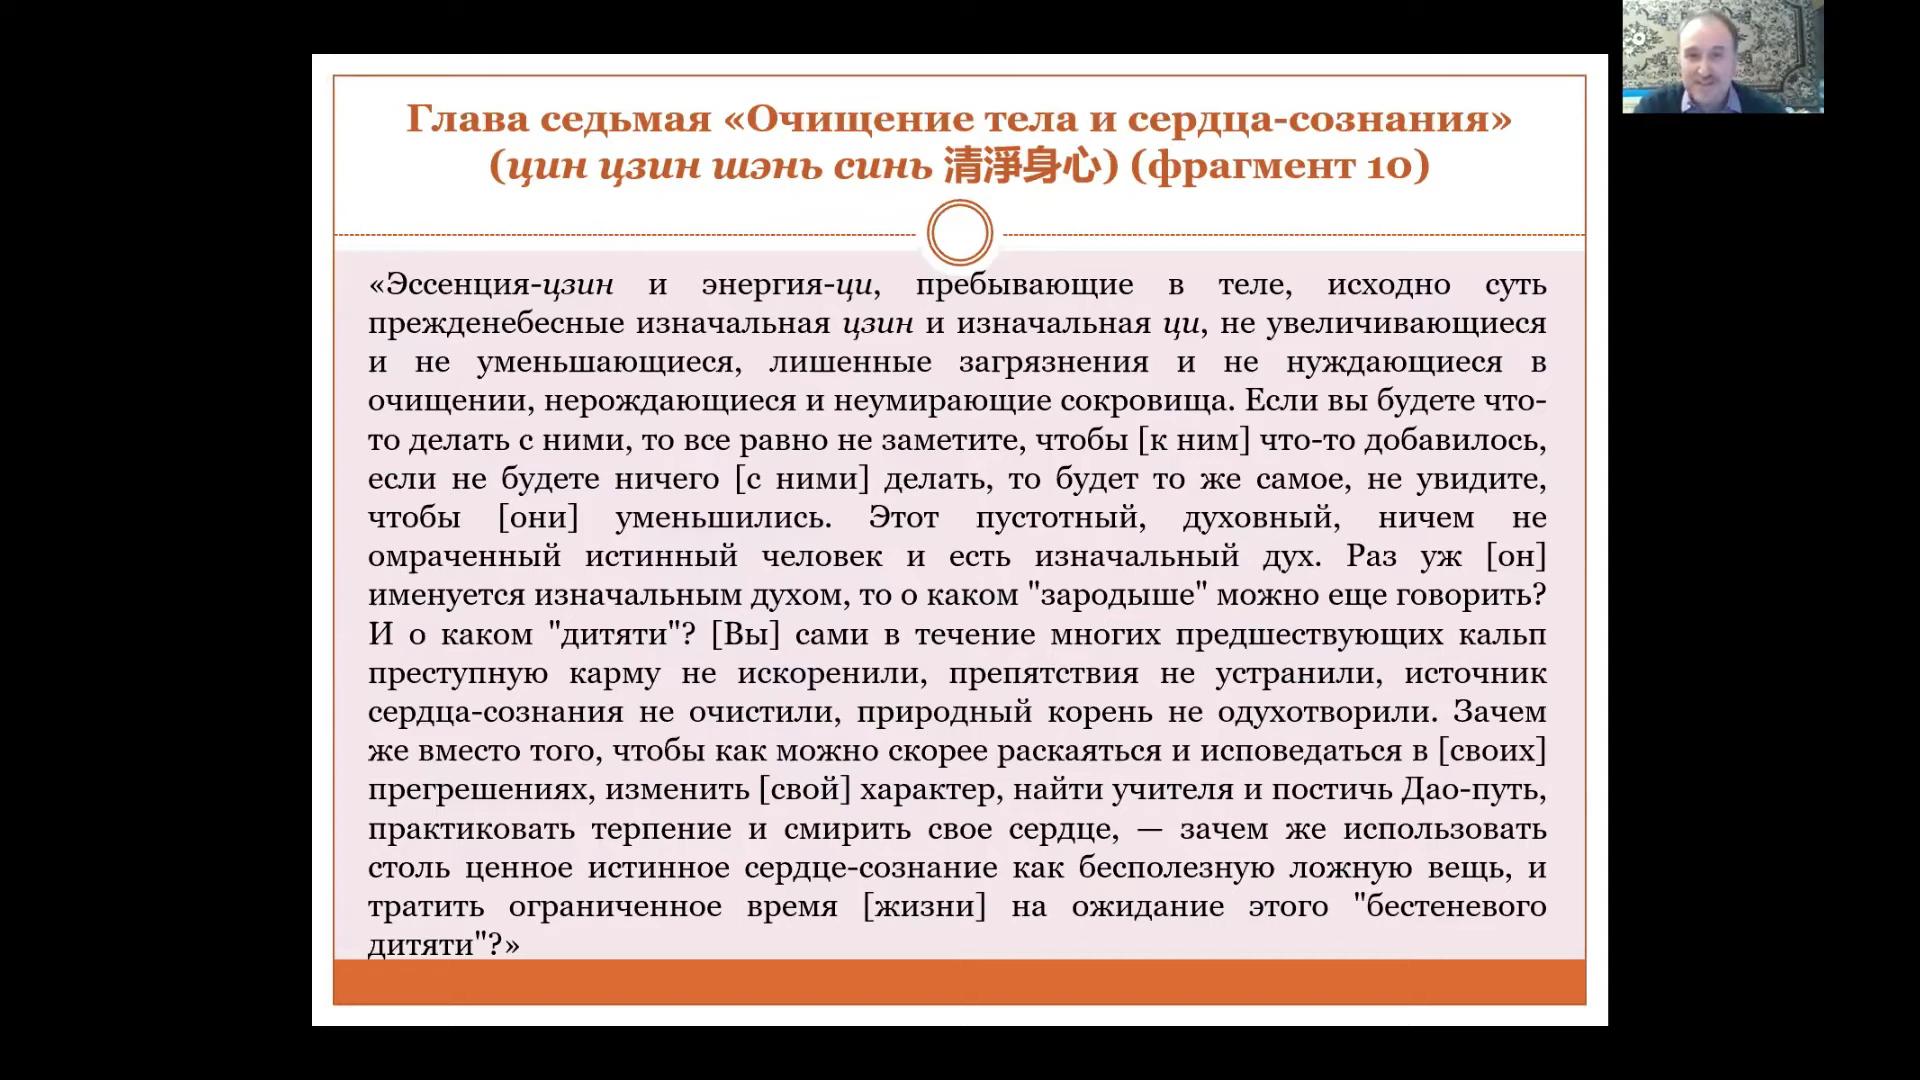 Глава седьмая «Очищение тела и сердца-сознания»
(цин цзин шэнь синь 清淨身心) (фрагмент 10)
«Эссенция-цзин и энергия-ци, пребывающие в теле, исходно суть
прежденебесные изначальная цзин и изначальная ци, не увеличивающиеся
и не уменьшающиеся, лишенные загрязнения и не нуждающиеся в
очищении, нерождающиеся и неумирающие сокровища. Если вы будете что-
то делать с ними, то все равно не заметите, чтобы [к ним] что-то добавилось,
если не будете ничего [с ними] делать, то будет то же самое, не увидите,
чтобы [они] уменьшились. Этот пустотный, духовный, ничем не
омраченный истинный человек и есть изначальный дух. Раз уж [он]
именуется изначальным духом, то о каком "зародыше" можно еще говорить?
И о каком "дитяти"? [Вы] сами в течение многих предшествующих кальп
преступную карму не искоренили, препятствия не устранили, источник
сердца-сознания не очистили, природный корень не одухотворили. Зачем
же вместо того, чтобы как можно скорее раскаяться и исповедаться в [своих]
прегрешениях, изменить [свой] характер, найти учителя и постичь Дао-путь,
практиковать терпение и смирить свое сердце, — зачем же использовать
столь ценное истинное сердце-сознание как бесполезную ложную вещь, и
тратить ограниченное время [жизни] на ожидание этого "бестеневого
дитяти"?»